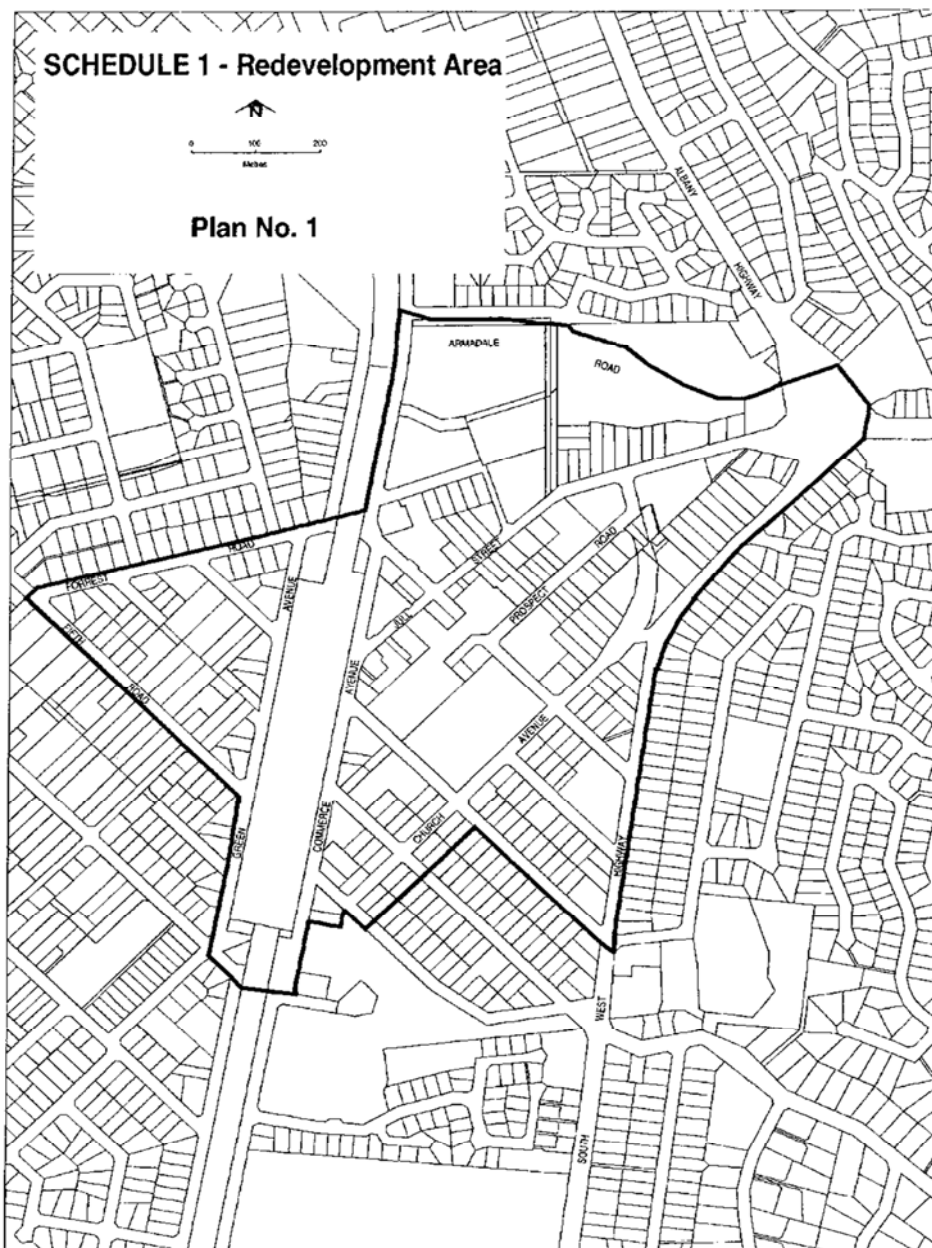 SCHEDULE 1 - Redevelopment Area
N
0 100 200
Metres
Plan No. 1
ALBANY
HIGHWAY
ARMADALE
ROAD
ROAD
FORREST
AVENUE
STREET
JULL
ROAD
PROSPECT
FIFTH
ROAD
AVENUE
AVENUE
COMMERCE
CHURCH
GREEN
HIGHWAY
WEST
SOUTH